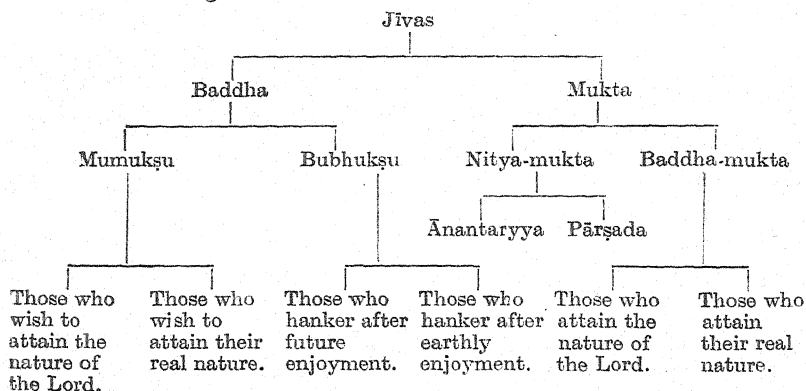 Jīvas
Baddha Mukta
Mumukṣu Bubhukṣu Nitya-mukta Baddha-mukta
Ānantaryya Pārṣada
Those who wish to attain the nature of the Lord.
Those who wish to attain their real nature.
Those who hanker after future enjoyment.
Those who hanker after earthly enjoyment.
Those who attain the nature of the Lord.
Those who attain their real nature.